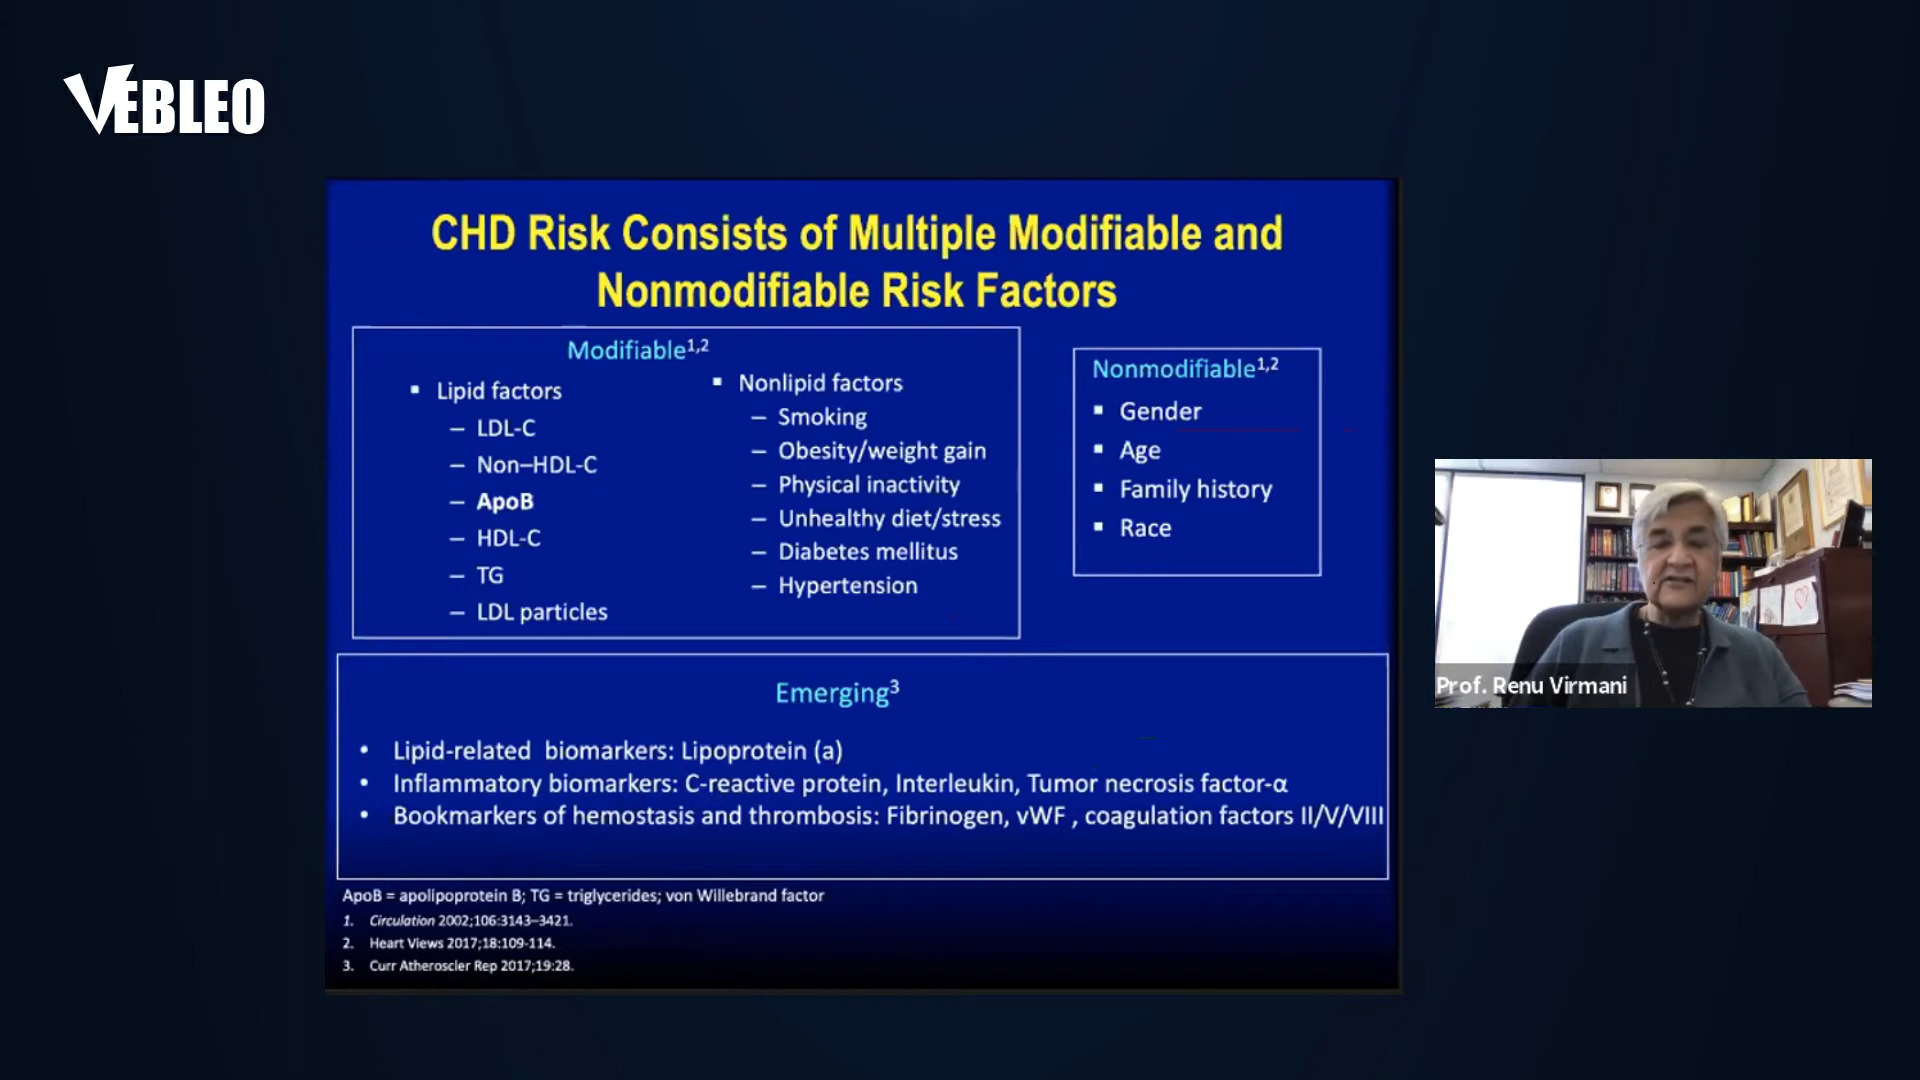 VEBLEO
CHD Risk Consists of Multiple Modifiable and
Nonmodifiable Risk Factors
Modifiable1,2
▪ Lipid factors
– LDL-C
– Non–HDL-C
– ApoB
– HDL-C
– TG
– LDL particles
▪ Nonlipid factors
– Smoking
– Obesity/weight gain
– Physical inactivity
– Unhealthy diet/stress
– Diabetes mellitus
– Hypertension
Nonmodifiable1,2
▪ Gender
▪ Age
▪ Family history
▪ Race
Emerging3
• Lipid-related biomarkers: Lipoprotein (a)
• Inflammatory biomarkers: C-reactive protein, Interleukin, Tumor necrosis factor-α
• Bookmarkers of hemostasis and thrombosis: Fibrinogen, vWF , coagulation factors II/V/VIII
ApoB = apolipoprotein B; TG = triglycerides; von Willebrand factor
1. Circulation 2002;106:3143–3421.
2. Heart Views 2017;18:109-114.
3. Curr Atheroscler Rep 2017;19:28.
Prof. Renu Virmani